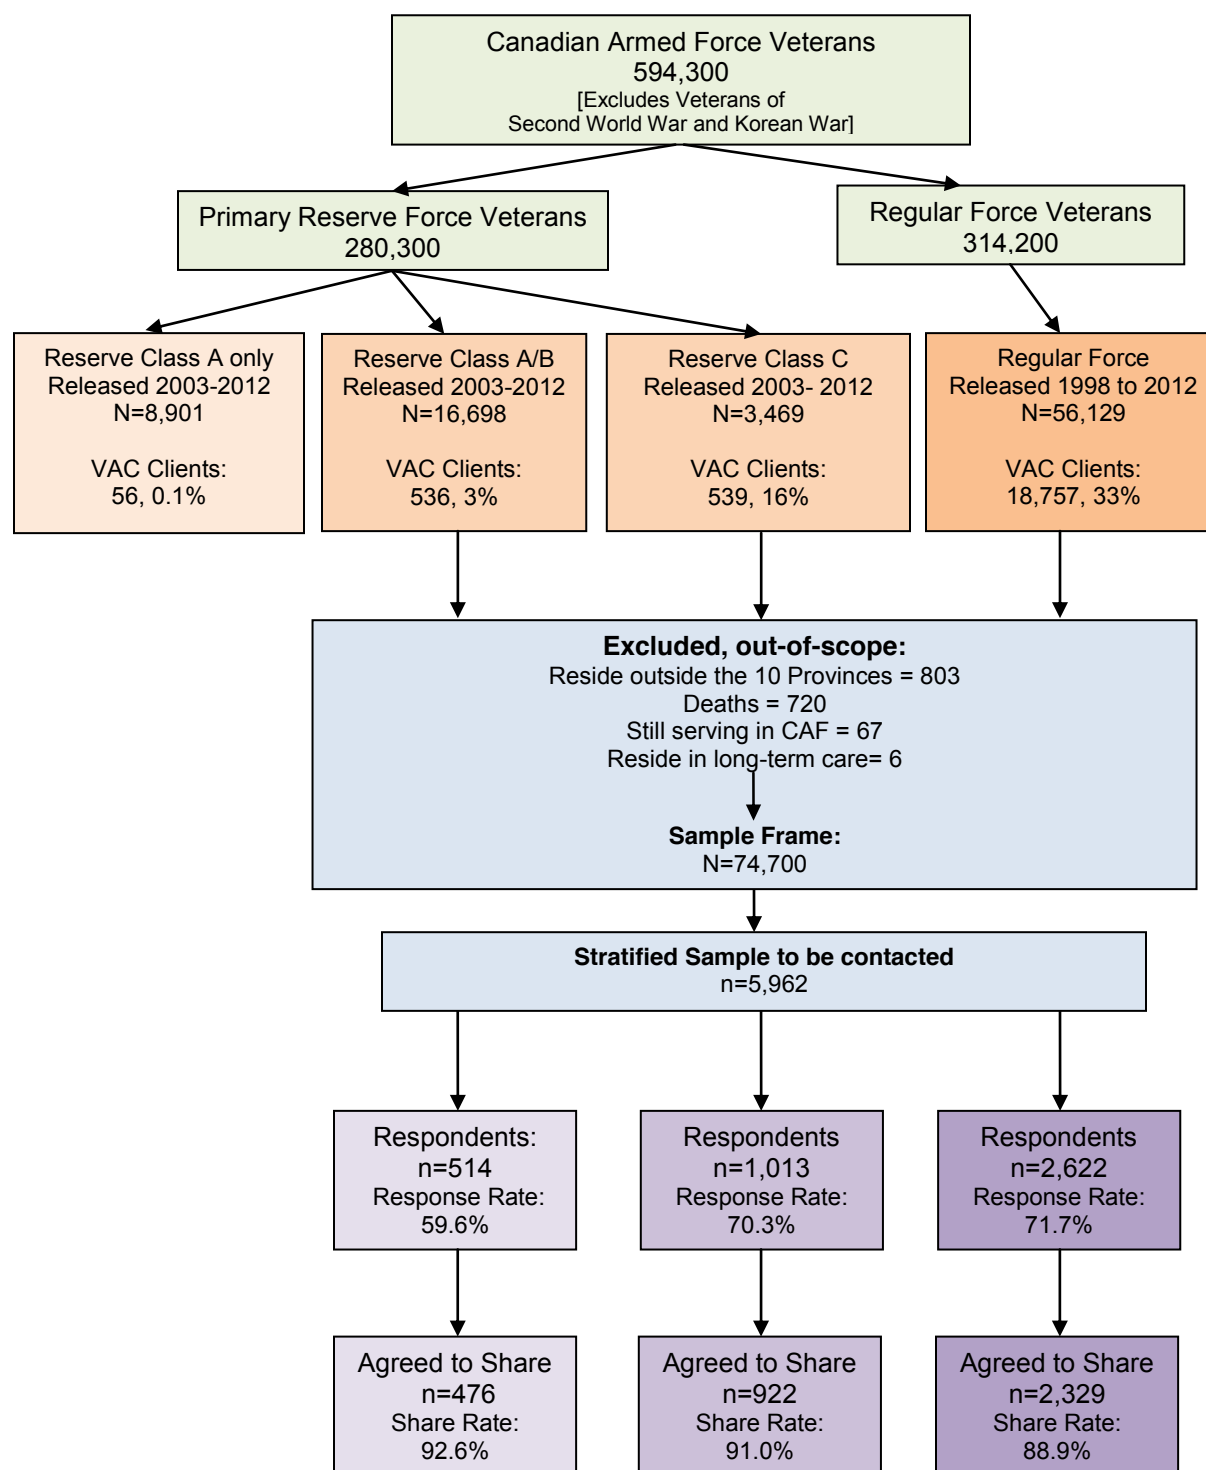 Canadian Armed Force Veterans
594,300
[Excludes Veterans of
Second World War and Korean War]
Primary Reserve Force Veterans
280,300
Regular Force Veterans
314,200
Reserve Class A only
Released 2003-2012
N=8,901
VAC Clients:
56, 0.1%
Reserve Class A/B
Released 2003-2012
N=16,698
VAC Clients:
536, 3%
Reserve Class C
Released 2003- 2012
N=3,469
VAC Clients:
539, 16%
Regular Force
Released 1998 to 2012
N=56,129
VAC Clients:
18,757, 33%
Excluded, out-of-scope:
Reside outside the 10 Provinces = 803
Deaths = 720
Still serving in CAF = 67
Reside in long-term care= 6
Sample Frame:
N=74,700
Stratified Sample to be contacted
n=5,962
Respondents:
n=514
Response Rate:
59.6%
Respondents
n=1,013
Response Rate:
70.3%
Respondents
n=2,622
Response Rate:
71.7%
Agreed to Share
n=476
Share Rate:
92.6%
Agreed to Share
n=922
Share Rate:
91.0%
Agreed to Share
n=2,329
Share Rate:
88.9%